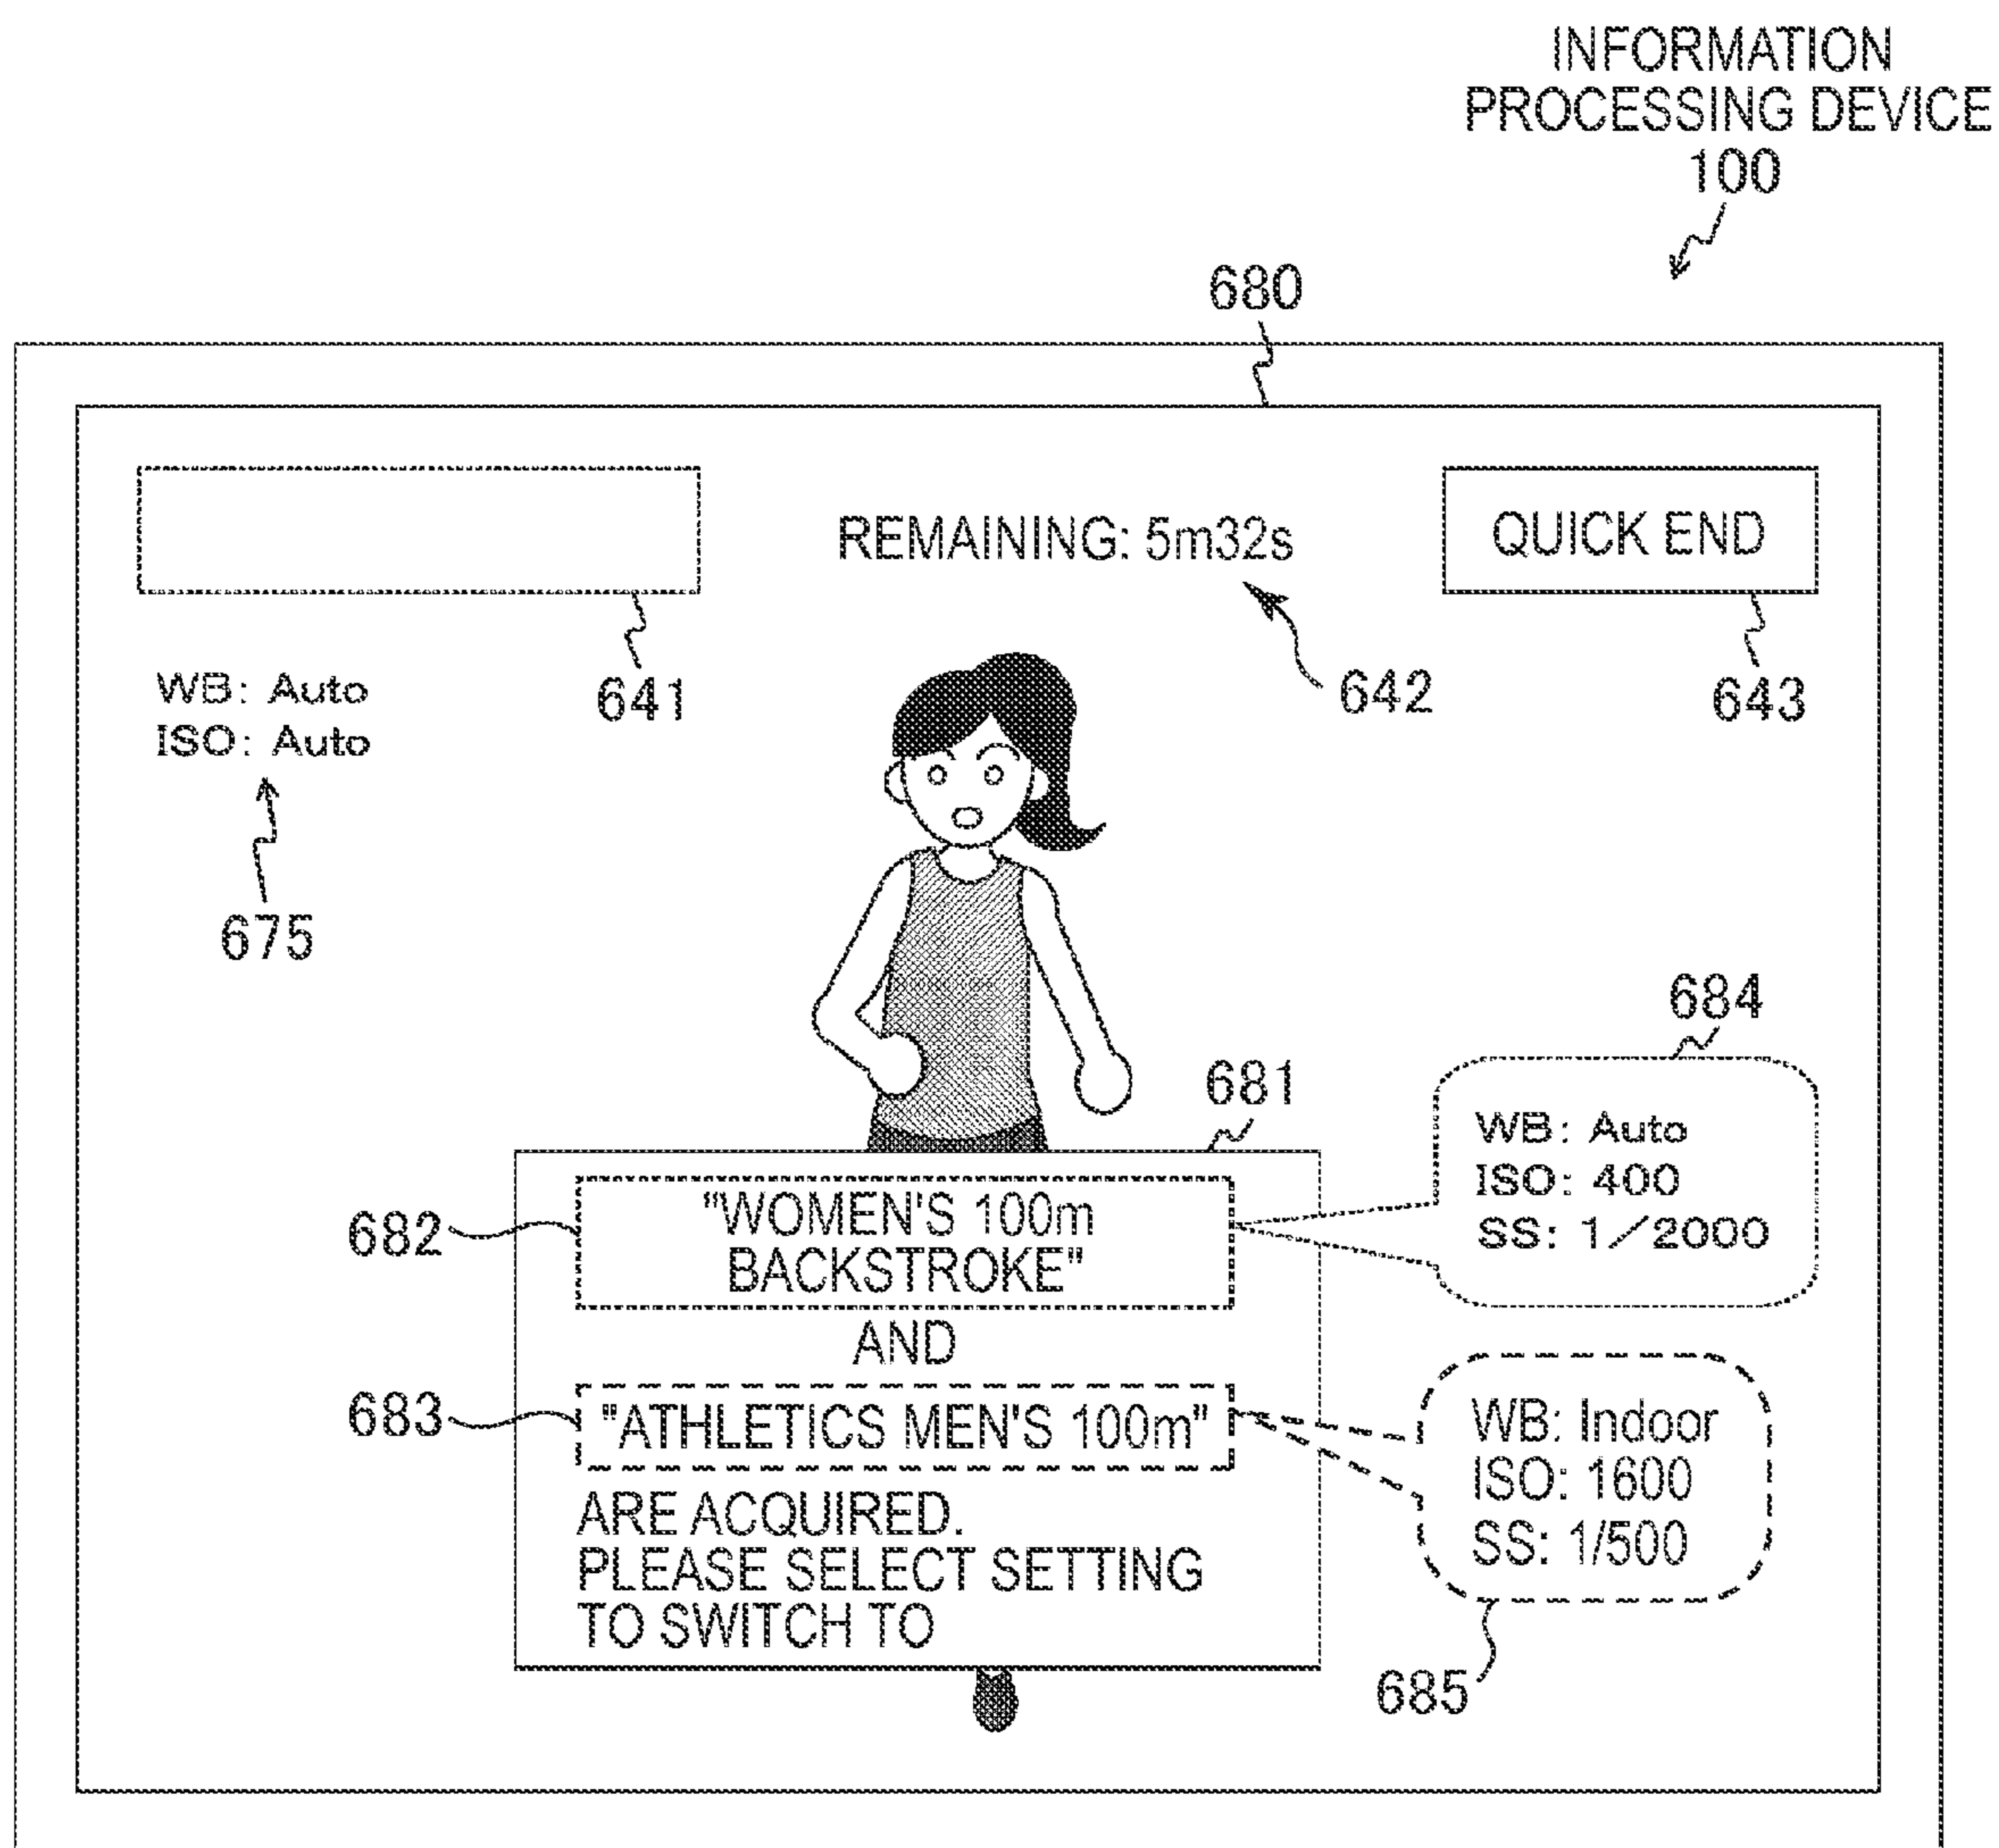 INFORMATION
PROCESSING DEVICE
100
680
REMAINING: 5m32s
QUICK END
641
642
643
WB: Auto
ISO: Auto
675
684
681
WB: Auto
ISO: 400
SS: 1/2000
682
"WOMEN'S 100m
BACKSTROKE"
AND
683
"ATHLETICS MEN'S 100m"
WB: Indoor
ISO: 1600
SS: 1/500
ARE ACQUIRED.
PLEASE SELECT SETTING
TO SWITCH TO
685